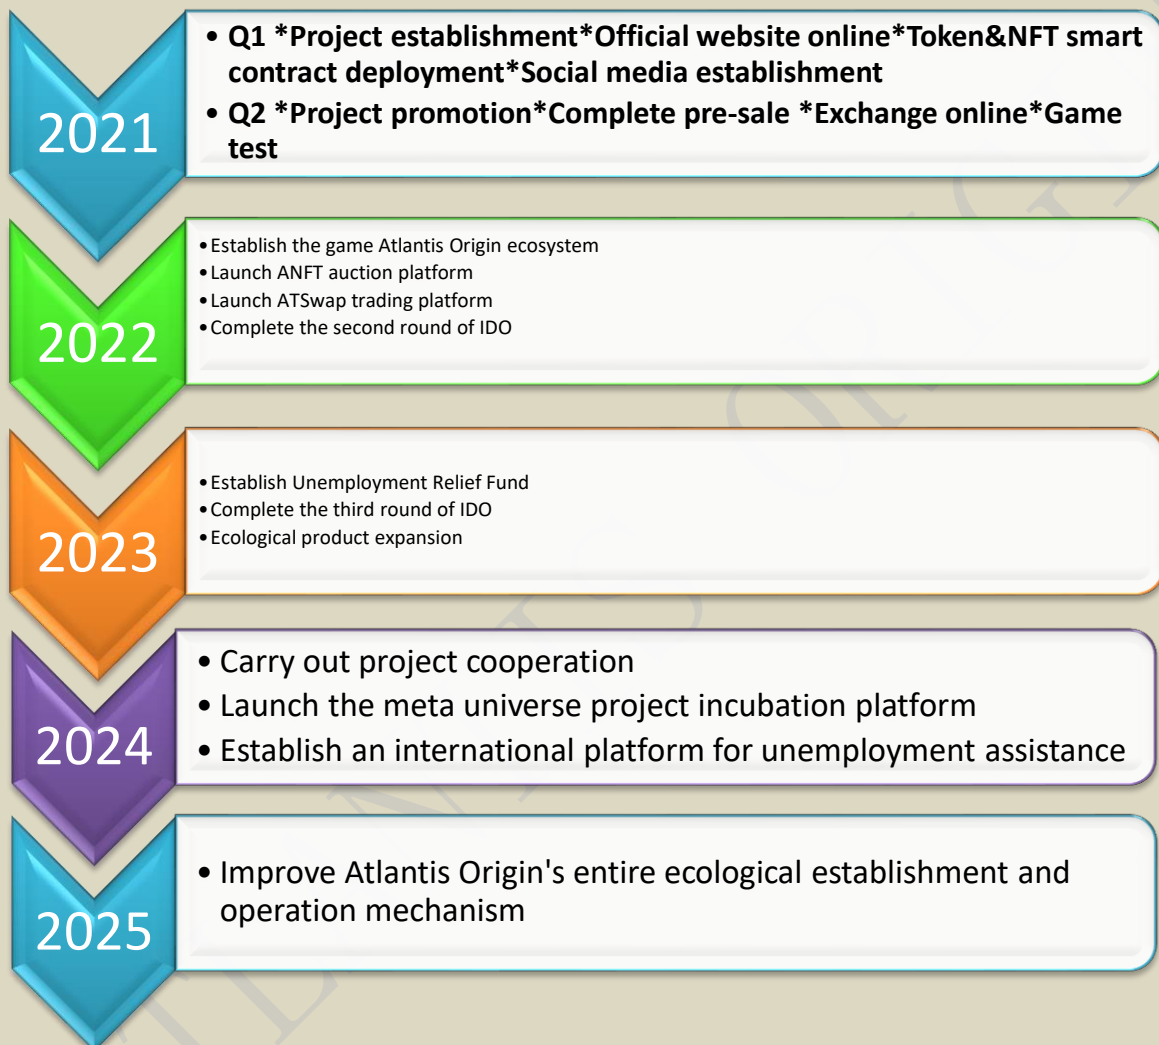 2021
• Q1 *Project establishment*Official website online*Token&NFT smart
contract deployment*Social media establishment
• Q2 *Project promotion*Complete pre-sale *Exchange online*Game
test
2022
•Establish the game Atlantis Origin ecosystem
•Launch ANFT auction platform
•Launch ATSwap trading platform
•Complete the second round of IDO
2023
•Establish Unemployment Relief Fund
•Complete the third round of IDO
•Ecological product expansion
2024
• Carry out project cooperation
• Launch the meta universe project incubation platform
• Establish an international platform for unemployment assistance
2025
• Improve Atlantis Origin's entire ecological establishment and
operation mechanism